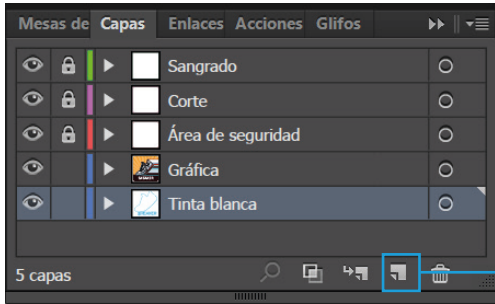 Mesas de Capas Enlaces Acciones Glifos
Sangrado
Corte
Área de seguridad
Gráfica
Tinta blanca
5 capas